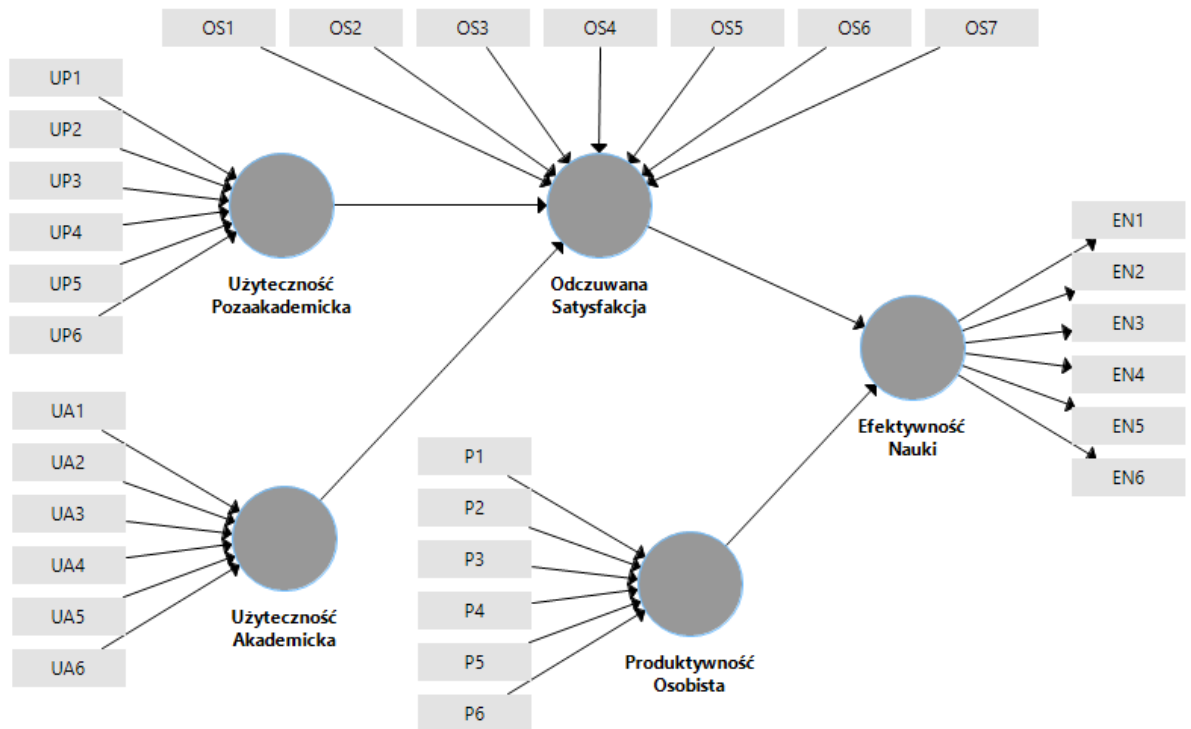 OS1
OS2
OS3
OS4
OS5
OS6
OS7
UP1
UP2
UP3
UP4
UP5
UP6
Użyteczność
Pozaakademicka
Odczuwana
Satysfakcja
EN1
EN2
EN3
EN4
EN5
EN6
Efektywność
Nauki
UA1
UA2
UA3
UA4
UA5
UA6
Użyteczność
Akademicka
P1
P2
P3
P4
P5
P6
Produktywność
Osobista